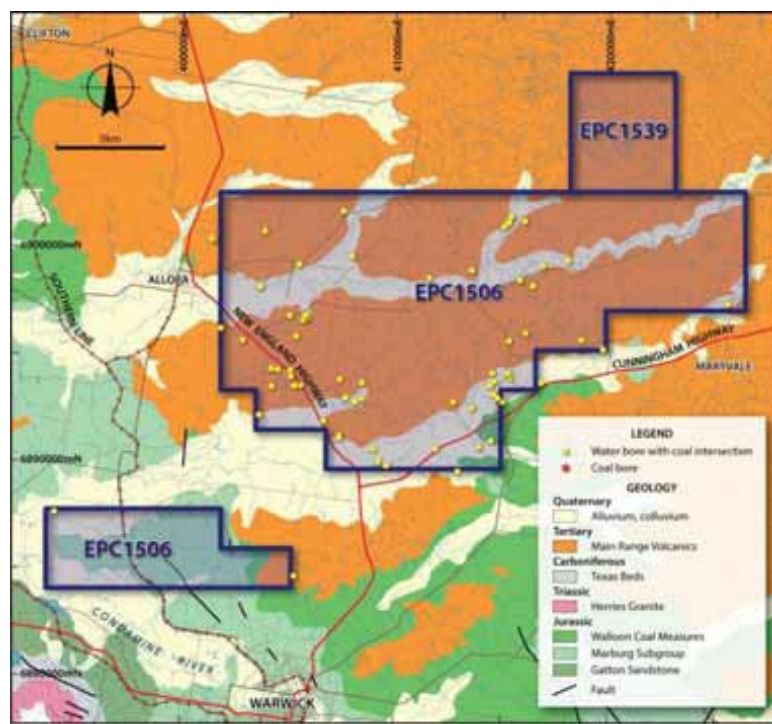 CLIFTON
N
400000mE
410000mE
420000mE
EPC1539
6900000mN
ALLORA
EPC1506
SOUTHERN LINE
NEW ENGLAND HIGHWAY
CUNNINGHAM HIGHWAY
MARYVALE
6890000mN
EPC1506
CONDAMINE RIVER
6880000mN
WARWICK
LEGEND
Water bore with coal intersection
Coal bore
GEOLOGY
Quaternary
Alluvium, colluvium
Tertiary
Main Range Volcanics
Carboniferous
Texas Beds
Triassic
Herries Granite
Jurassic
Walloon Coal Measures
Marburg Subgroup
Gatton Sandstone
Fault